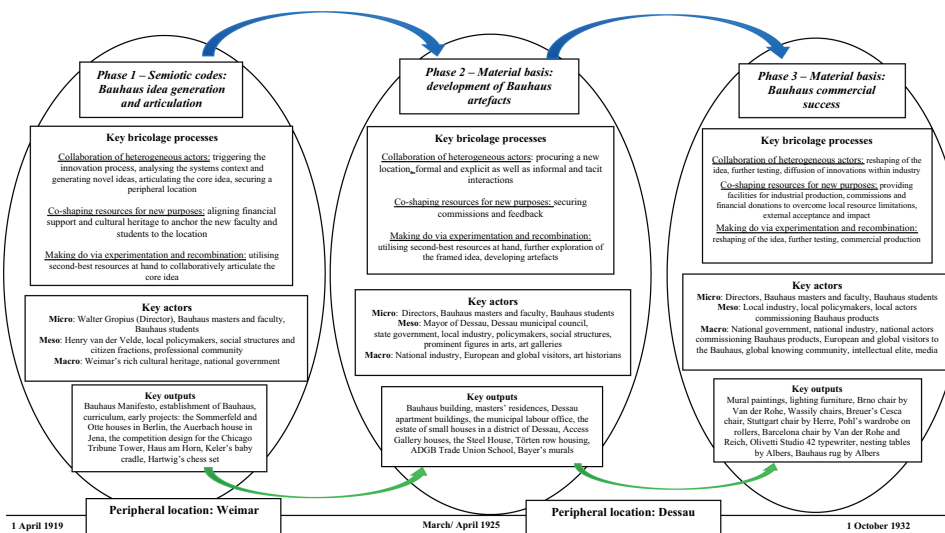 Phase 1 – Semiotic codes:
Bauhaus idea generation
and articulation
Key bricolage processes
Collaboration of heterogeneous actors: triggering the
innovation process, analysing the systems context and
generating novel ideas, articulating the core idea, securing a
peripheral location
Co-shaping resources for new purposes: aligning financial
support and cultural heritage to anchor the new faculty and
students to the location
Making do via experimentation and recombination: utilising
second-best resources at hand to collaboratively articulate the
core idea
Key actors
Micro: Walter Gropius (Director), Bauhaus masters and faculty,
Bauhaus students
Meso: Henry van der Velde, local policymakers, social structures and
citizen fractions, professional community
Macro: Weimar's rich cultural heritage, national government
Key outputs
Bauhaus Manifesto, establishment of Bauhaus,
curriculum, early projects: the Sommerfeld and
Otte houses in Berlin, the Auerbach house in
Jena, the competition design for the Chicago
Tribune Tower, Haus am Horn, Keler's baby
cradle, Hartwig's chess set
Phase 2 – Material basis:
development of Bauhaus
artefacts
Key bricolage processes
Collaboration of heterogeneous actors: procuring a new
location, formal and explicit as well as informal and tacit
interactions
Co-shaping resources for new purposes: securing
commissions and feedback
Making do via experimentation and recombination:
utilising second-best resources at hand, further exploration of
the framed idea, developing artefacts
Key actors
Micro: Directors, Bauhaus masters and faculty, Bauhaus students
Meso: Mayor of Dessau, Dessau municipal council,
state government, local industry, policymakers, social structures,
prominent figures in arts, art galleries
Macro: National industry, European and global visitors, art historians
Key outputs
Bauhaus building, masters' residences, Dessau
apartment buildings, the municipal labour office, the
estate of small houses in a district of Dessau, Access
Gallery houses, the Steel House, Törten row housing,
ADGB Trade Union School, Bayer's murals
Phase 3 – Material basis:
Bauhaus commercial
success
Key bricolage processes
Collaboration of heterogeneous actors: reshaping of the
idea, further testing, diffusion of innovations within industry
Co-shaping resources for new purposes: providing
facilities for industrial production, commissions and
financial donations to overcome local resource limitations,
external acceptance and impact
Making do via experimentation and recombination:
reshaping of the idea, further testing, commercial production
Key actors
Micro: Directors, Bauhaus masters and faculty, Bauhaus students
Meso: Local industry, local policymakers, local actors
commissioning Bauhaus products
Macro: National government, national industry, national actors
commissioning Bauhaus products, European and global visitors to
the Bauhaus, global knowing community, intellectual elite, media
Key outputs
Mural paintings, lighting furniture, Brno chair by
Van der Rohe, Wassily chairs, Breuer's Cesca
chair, Stuttgart chair by Herre, Pohl's wardrobe on
rollers, Barcelona chair by Van der Rohe and
Reich, Olivetti Studio 42 typewriter, nesting tables
by Albers, Bauhaus rug by Albers
Peripheral location: Weimar
Peripheral location: Dessau
1 April 1919
March/ April 1925
1 October 1932